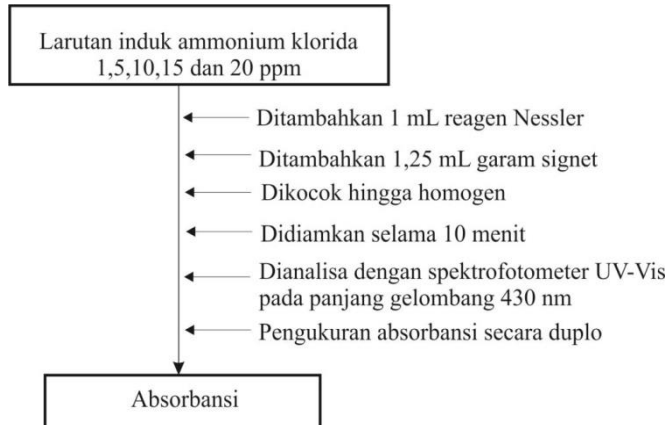 Larutan induk ammonium klorida
1,5,10,15 dan 20 ppm
Ditambahkan 1 mL reagen Nessler
Ditambahkan 1,25 mL garam signet
Dikocok hingga homogen
Didiamkan selama 10 menit
Dianalisa dengan spektrofotometer UV-Vis
pada panjang gelombang 430 nm
Pengukuran absorbansi secara duplo
Absorbansi